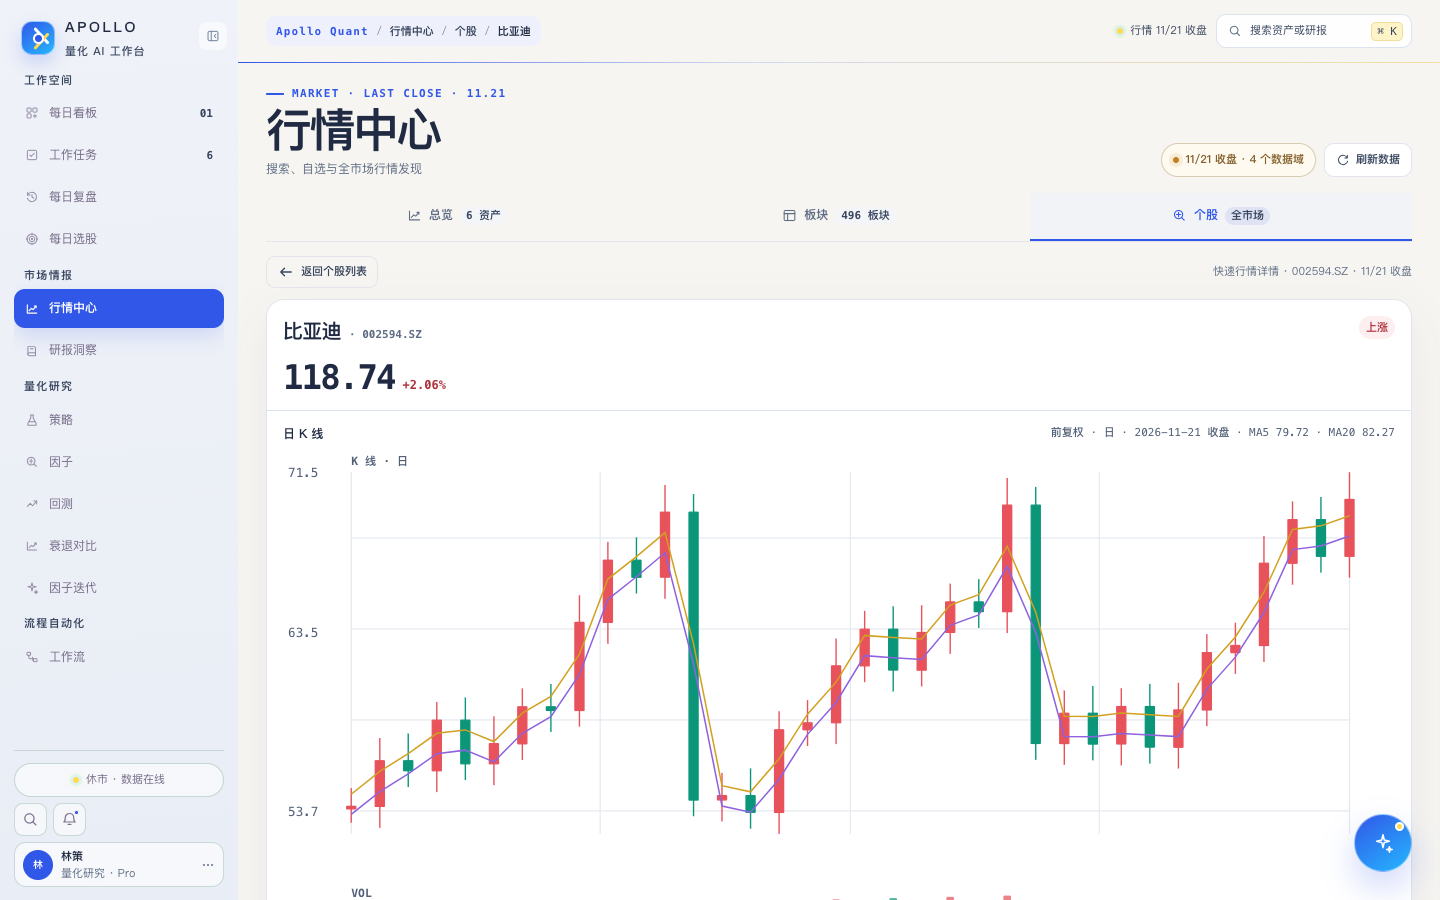 APOLLO
量化 AI 工作台
工作空间
每日看板 01
工作任务 6
每日复盘
每日选股
市场情报
行情中心
研报洞察
量化研究
策略
因子
回测
衰退对比
因子迭代
流程自动化
工作流
休市 · 数据在线
林
林策
量化研究 · Pro
Apollo Quant / 行情中心 / 个股 / 比亚迪
行情 11/21 收盘
搜索资产或研报
⌘ K
MARKET · LAST CLOSE · 11.21
行情中心
搜索、自选与全市场行情发现
11/21 收盘 · 4 个数据域
刷新数据
总览 6 资产
板块 496 板块
个股 全市场
返回个股列表
快速行情详情 · 002594.SZ · 11/21 收盘
比亚迪 · 002594.SZ
上涨
118.74 +2.06%
日 K 线
前复权 · 日 · 2026-11-21 收盘 · MA5 79.72 · MA20 82.27
K 线 · 日
71.5
63.5
53.7
VOL